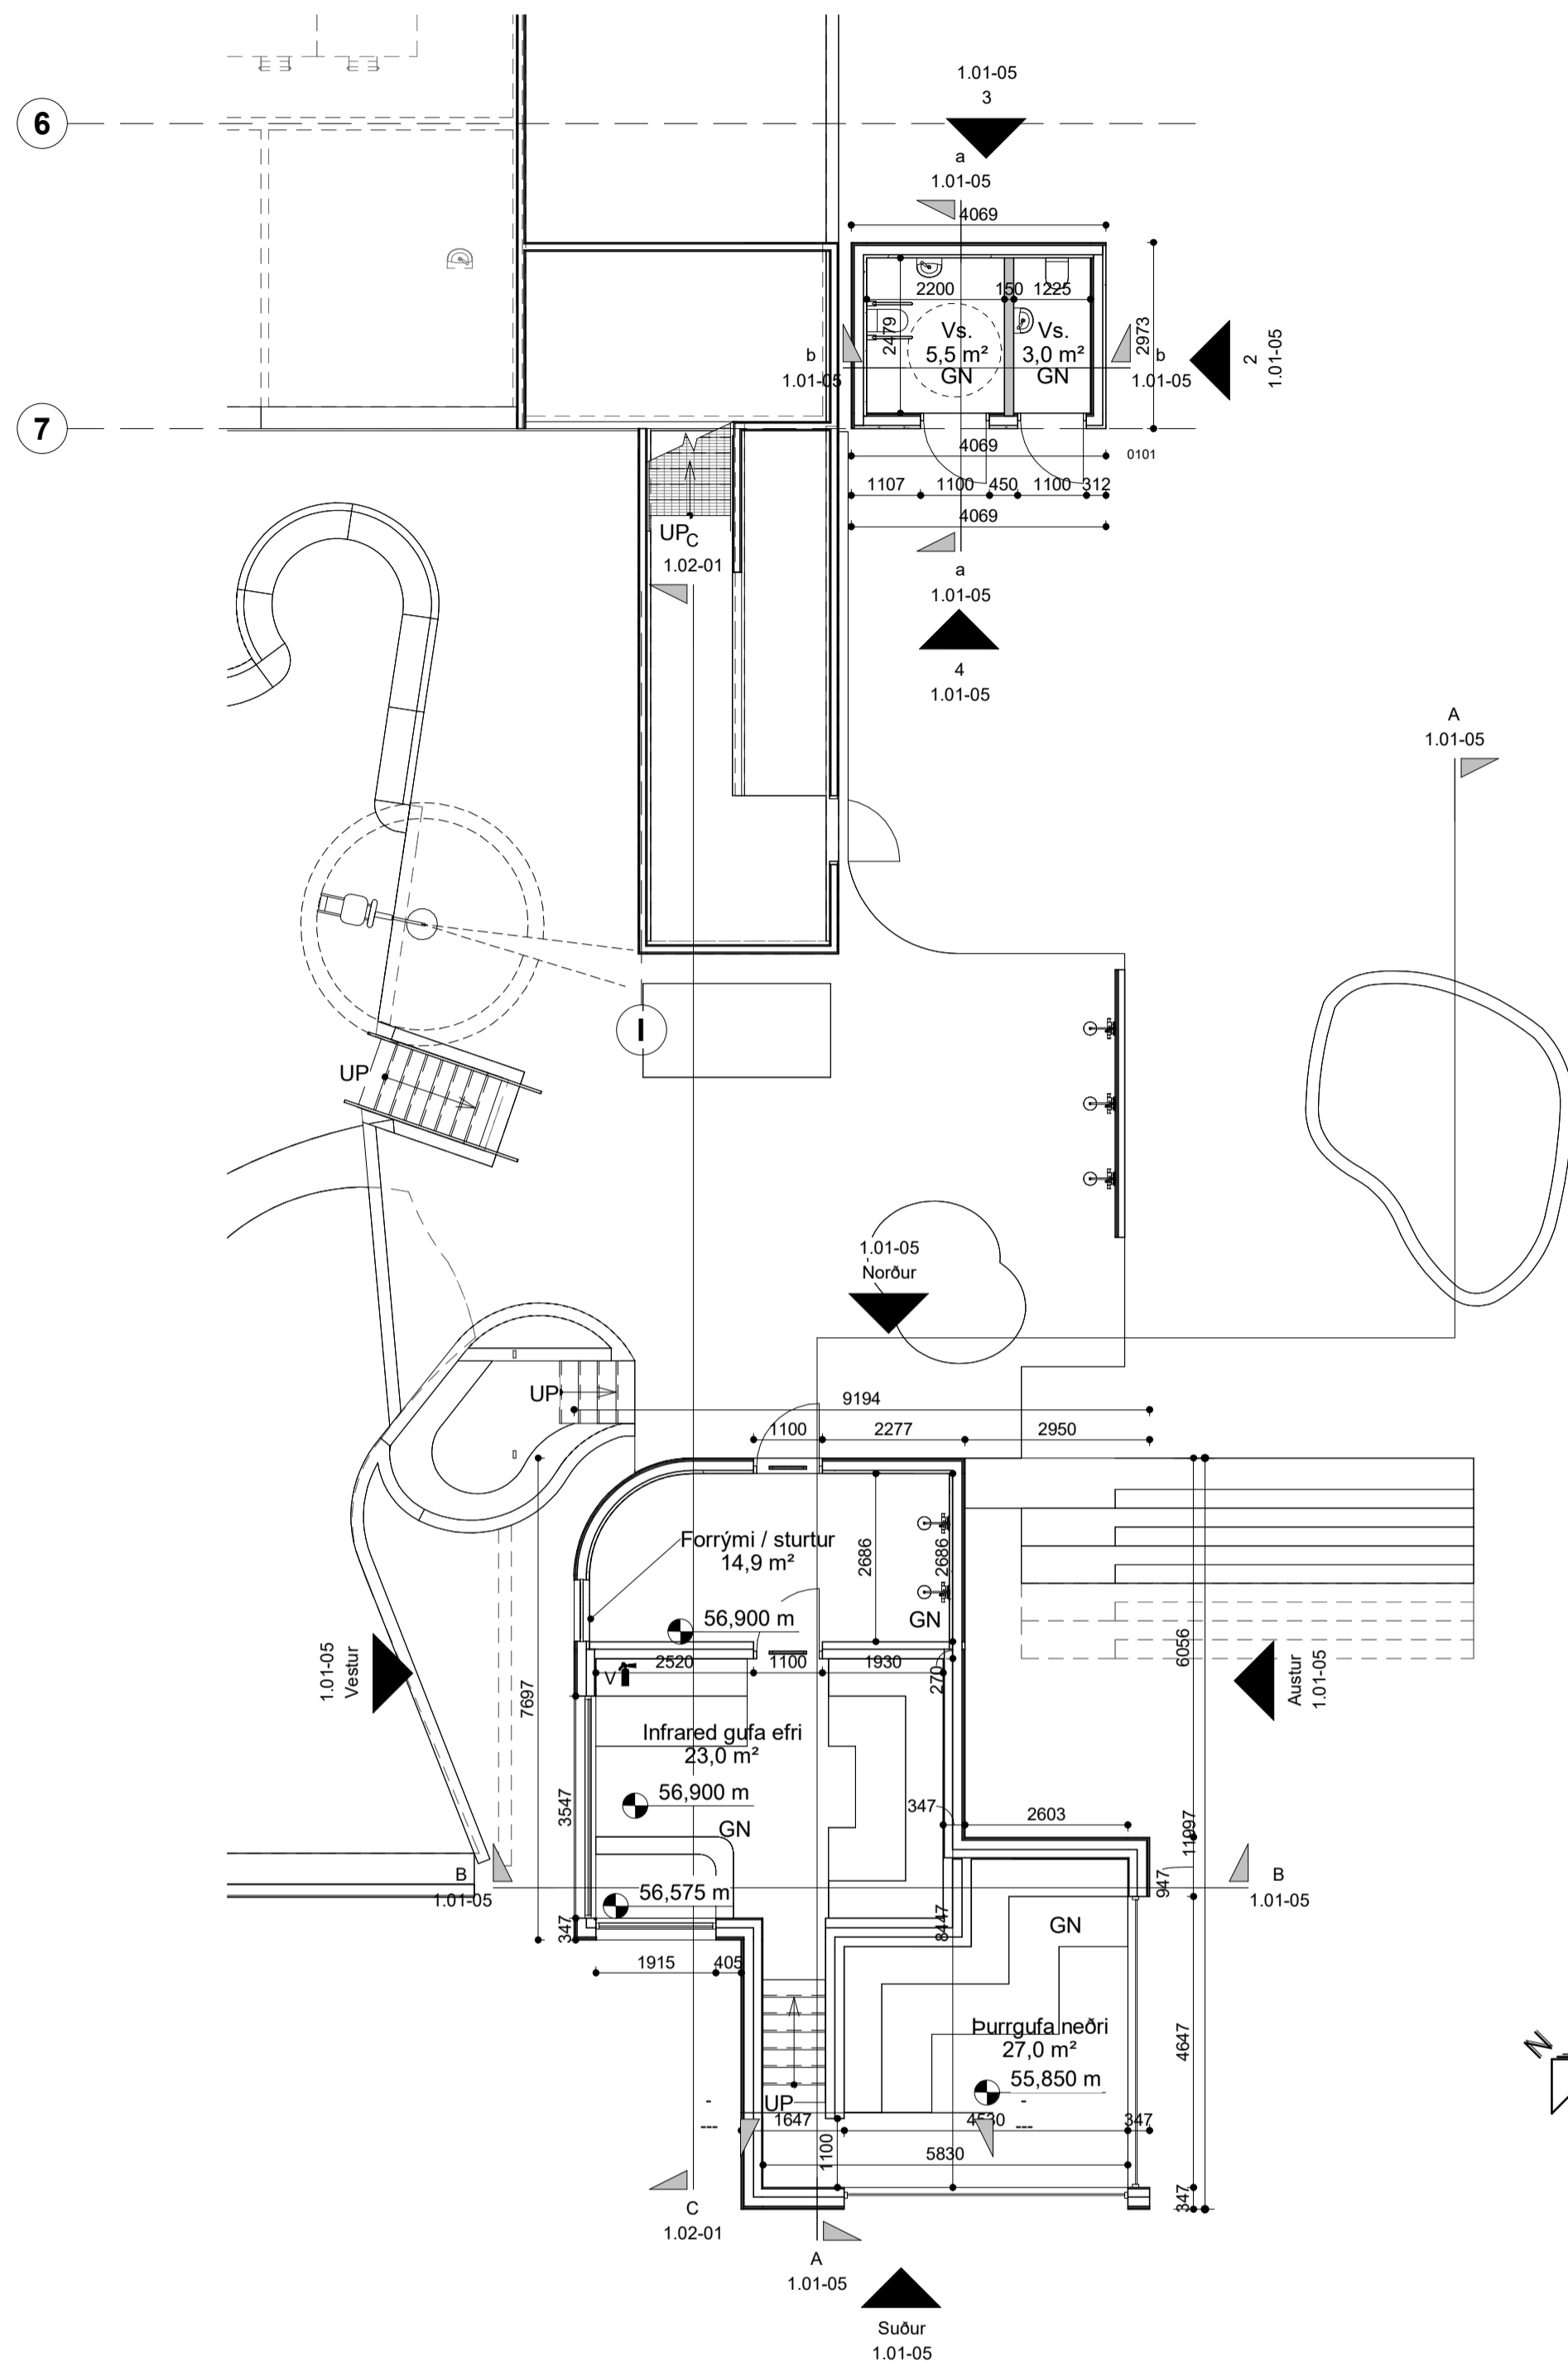 1.01-05
3
6
a
1.01-05
4069
2200
150
1225
2479
Vs.
5,5 m²
GN
Vs.
3,0 m²
GN
2973
b
1.01-05
b
1.01-05
2
1.01-05
7
4069
0101
1107
1100
450
1100
312
4069
UP
C
1.02-01
a
1.01-05
4
1.01-05
A
1.01-05
I
UP
1.01-05
Norður
UP
9194
1100
2277
2950
Forrými / sturtur
14,9 m²
2686
2686
56,900 m
GN
2520
1100
1930
270
V
6056
1.01-05
Vestur
Austur
1.01-05
7697
Infrared gufa efri
23,0 m²
56,900 m
GN
3547
347
2603
11997
947
B
1.01-05
B
1.01-05
56,575 m
347
8447
GN
1915
405
Þurrgufa neðri
27,0 m²
55,850 m
4647
N
UP
-
---
1647
4530
-
---
347
1100
5830
347
C
1.02-01
A
1.01-05
Suður
1.01-05